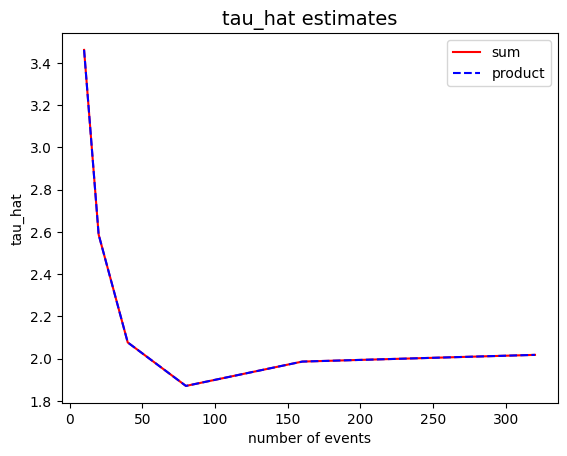 tau_hat estimates
sum
product
3.4
3.2
3.0
2.8
2.6
2.4
2.2
2.0
1.8
tau_hat
0 50 100 150 200 250 300
number of events